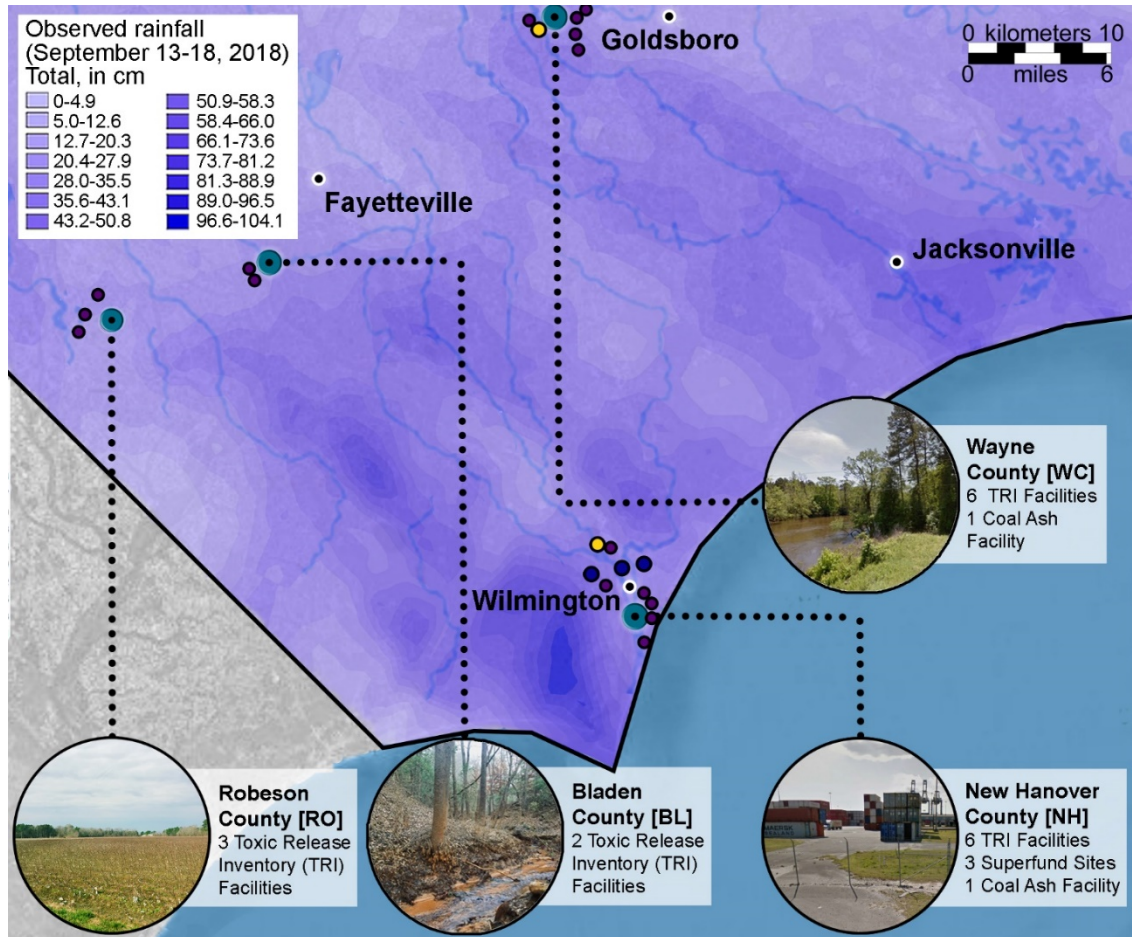 Observed rainfall
(September 13-18, 2018)
Total, in cm
0-4.9
5.0-12.6
12.7-20.3
20.4-27.9
28.0-35.5
35.6-43.1
43.2-50.8
50.9-58.3
58.4-66.0
66.1-73.6
73.7-81.2
81.3-88.9
89.0-96.5
96.6-104.1
Goldsboro
0 kilometers 10
0 miles 6
Fayetteville
Jacksonville
Wilmington
Wayne
County [WC]
6 TRI Facilities
1 Coal Ash
Facility
Robeson
County [RO]
3 Toxic Release
Inventory (TRI)
Facilities
Bladen
County [BL]
2 Toxic Release
Inventory (TRI)
Facilities
New Hanover
County [NH]
6 TRI Facilities
3 Superfund Sites
1 Coal Ash Facility